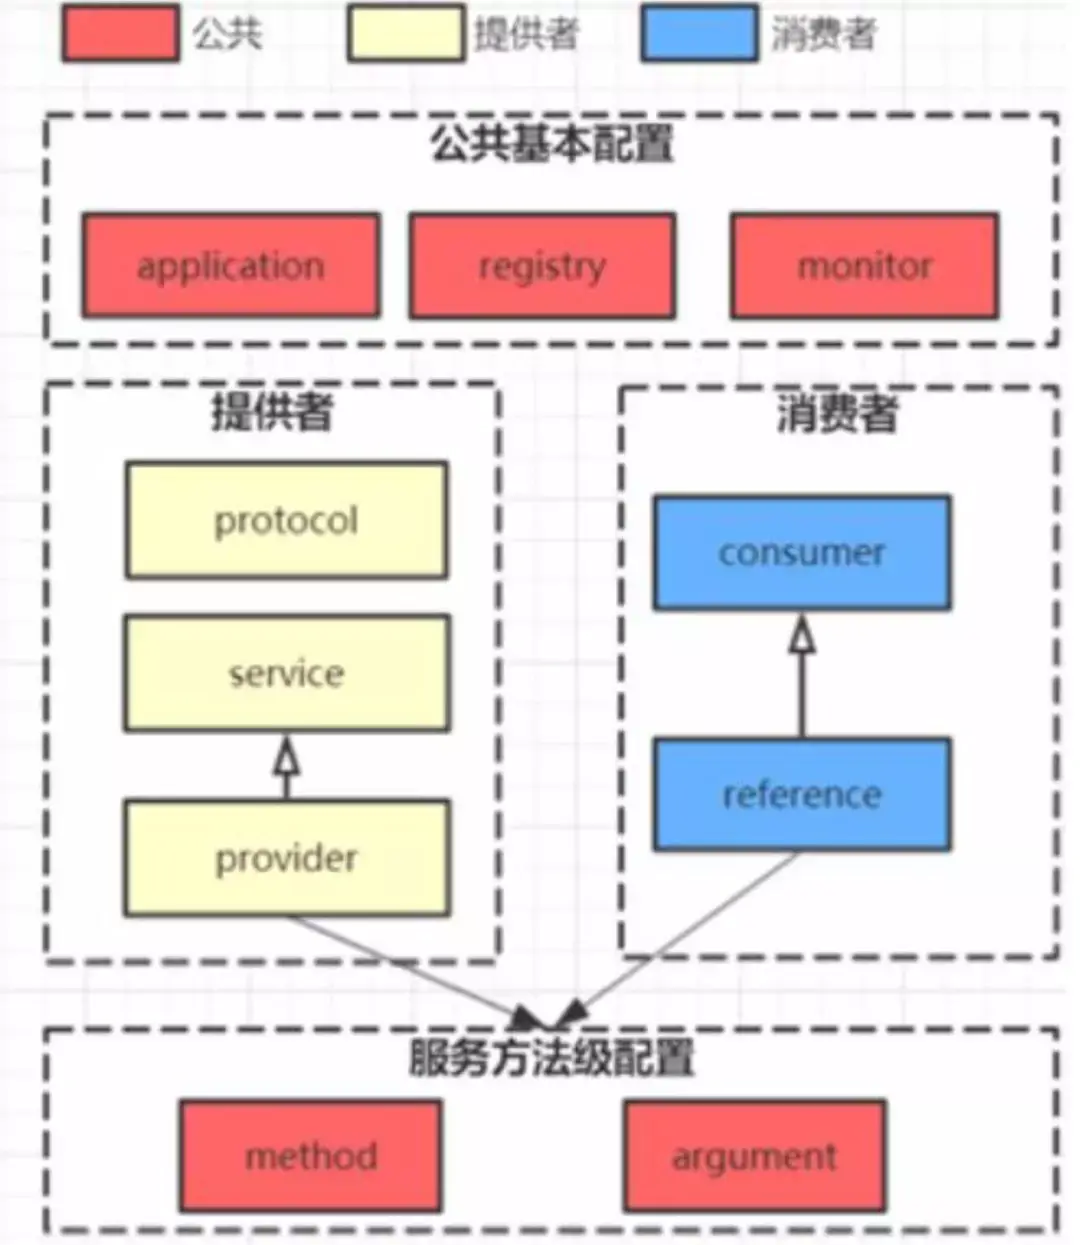 公共 提供者 消费者
公共基本配置
application registry monitor
提供者
protocol
service
provider
消费者
consumer
reference
服务方法级配置
method argument